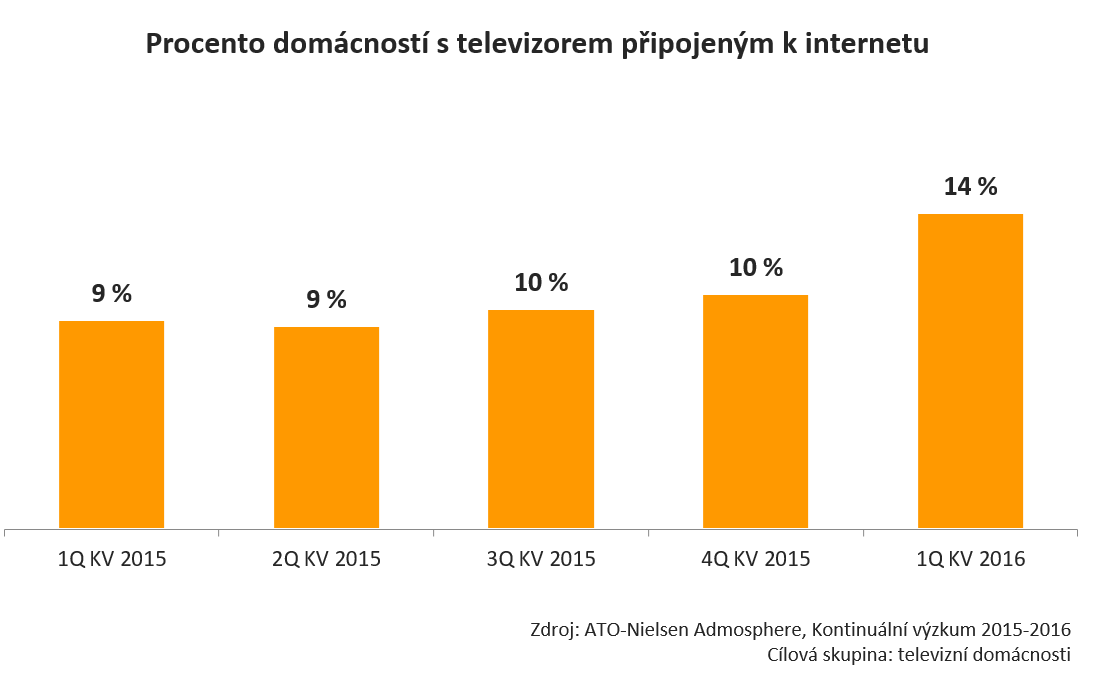 Procento domácností s televizorem připojeným k internetu
14 %
10 %
10 %
9 %
9 %
1Q KV 2015
2Q KV 2015
3Q KV 2015
4Q KV 2015
1Q KV 2016
Zdroj: ATO-Nielsen Admosphere, Kontinuální výzkum 2015-2016
Cílová skupina: televizní domácnosti